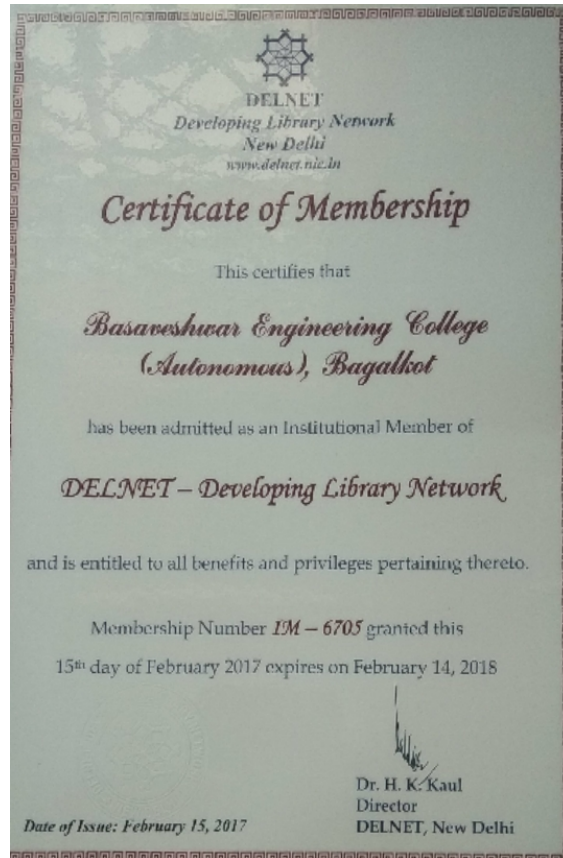 DELNET
Developing Library Network
New Delhi
www.delnet.nic.in
Certificate of Membership
This certifies that
Basaveshwar Engineering College
(Autonomous), Bagalkot
has been admitted as an Institutional Member of
DELNET – Developing Library Network
and is entitled to all benefits and privileges pertaining thereto.
Membership Number IM – 6705 granted this
15th day of February 2017 expires on February 14, 2018
Dr. H. K. Kaul
Director
DELNET, New Delhi
Date of Issue: February 15, 2017